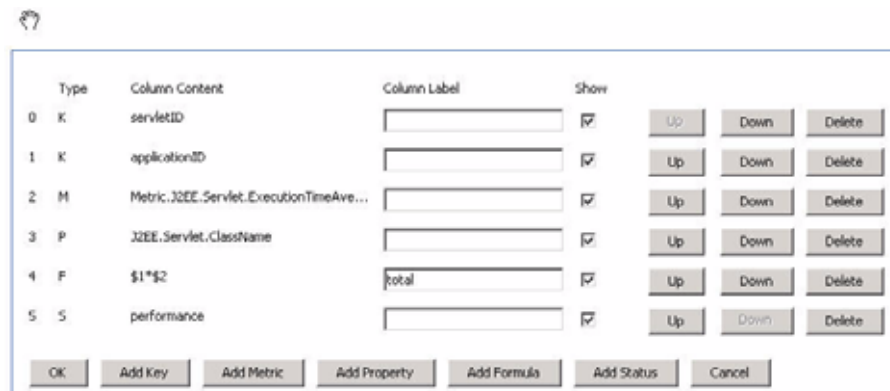 Type Column Content Column Label Show
0 K servletID Up Down Delete
1 K applicationID Up Down Delete
2 M Metric.J2EE.Servlet.ExecutionTimeAve... Up Down Delete
3 P J2EE.Servlet.ClassName Up Down Delete
4 F $1*$2 total Up Down Delete
5 S performance Up Down Delete
OK Add Key Add Metric Add Property Add Formula Add Status Cancel